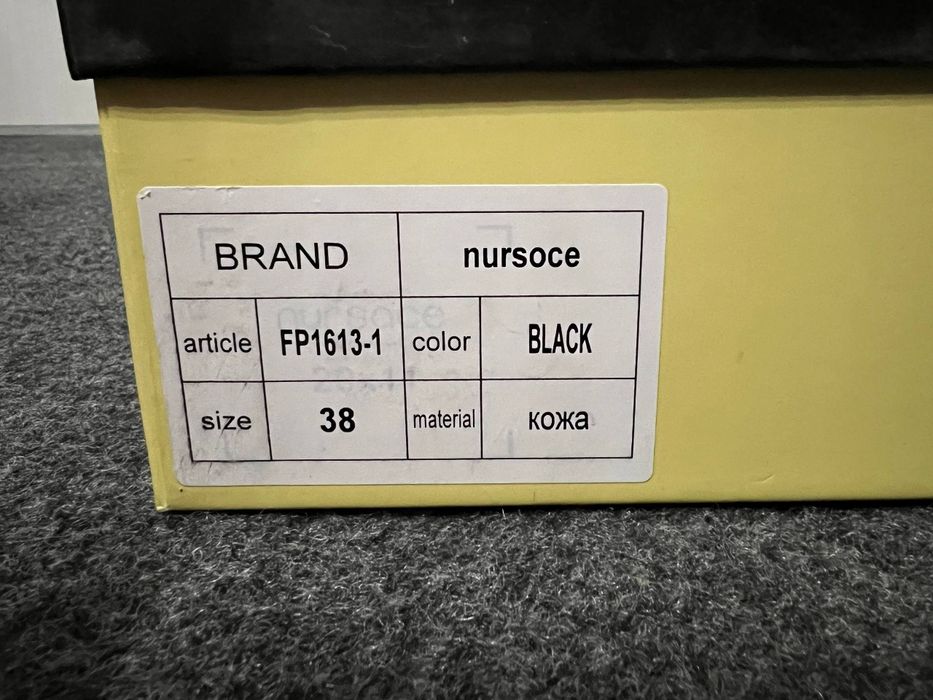 BRAND nursoce
article FP1613-1 color BLACK
size 38 material кожа